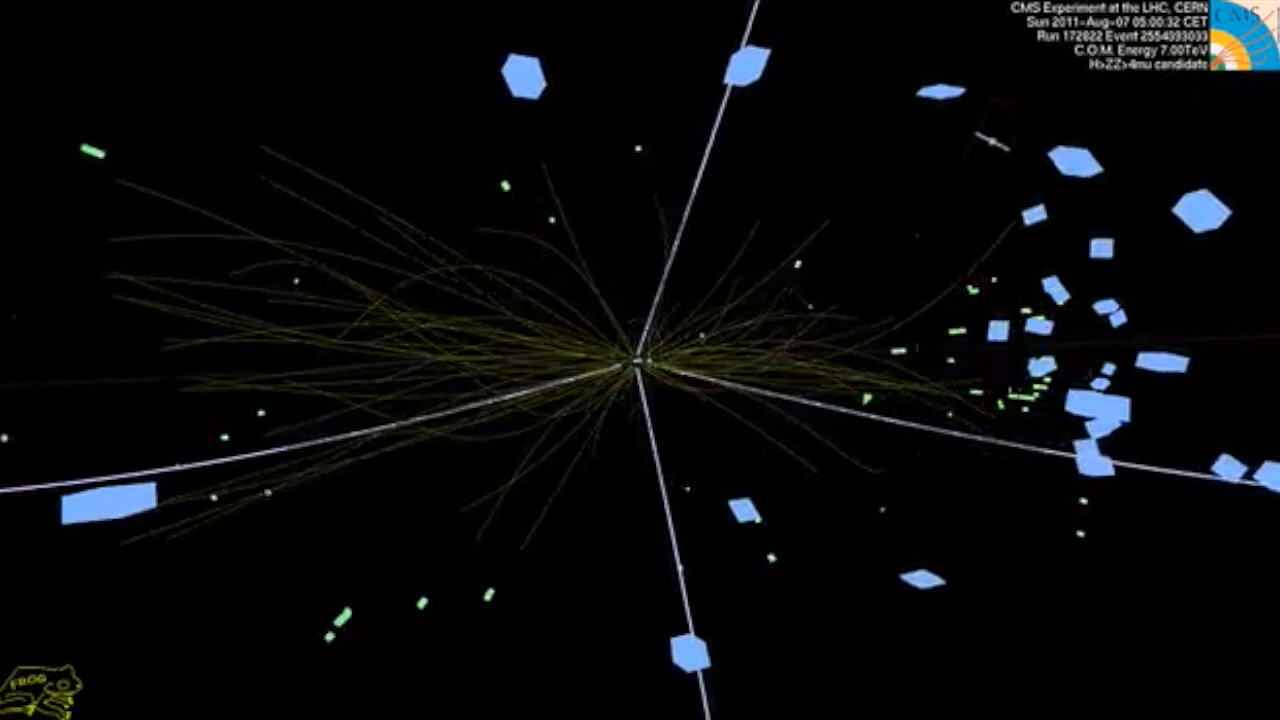 CMS Experiment at the LHC, CERN
Sun 2011-Aug-07 05:00:32 CET
Run 172822 Event 2554393033
C.O.M. Energy 7.00TeV
H>ZZ>4mu candidate
CMS
FROG